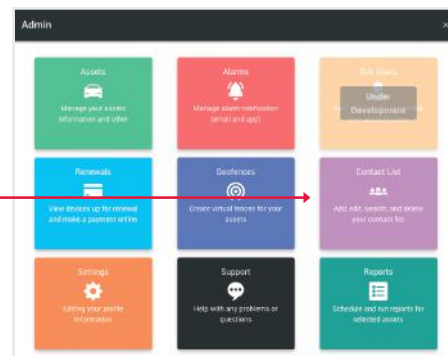 Admin
×
Assets
Manage your assets
information and other
Alarms
Manage alarm notification
(email and app)
Sub Users
Under
Development
Renewals
View devices up for renewal
and make a payment online
Geofences
Create virtual fences for your
assets
Contact List
Add, edit, search, and delete
your contact list
Settings
Editing your profile
information
Support
Help with any problems or
questions
Reports
Schedule and run reports for
selected assets